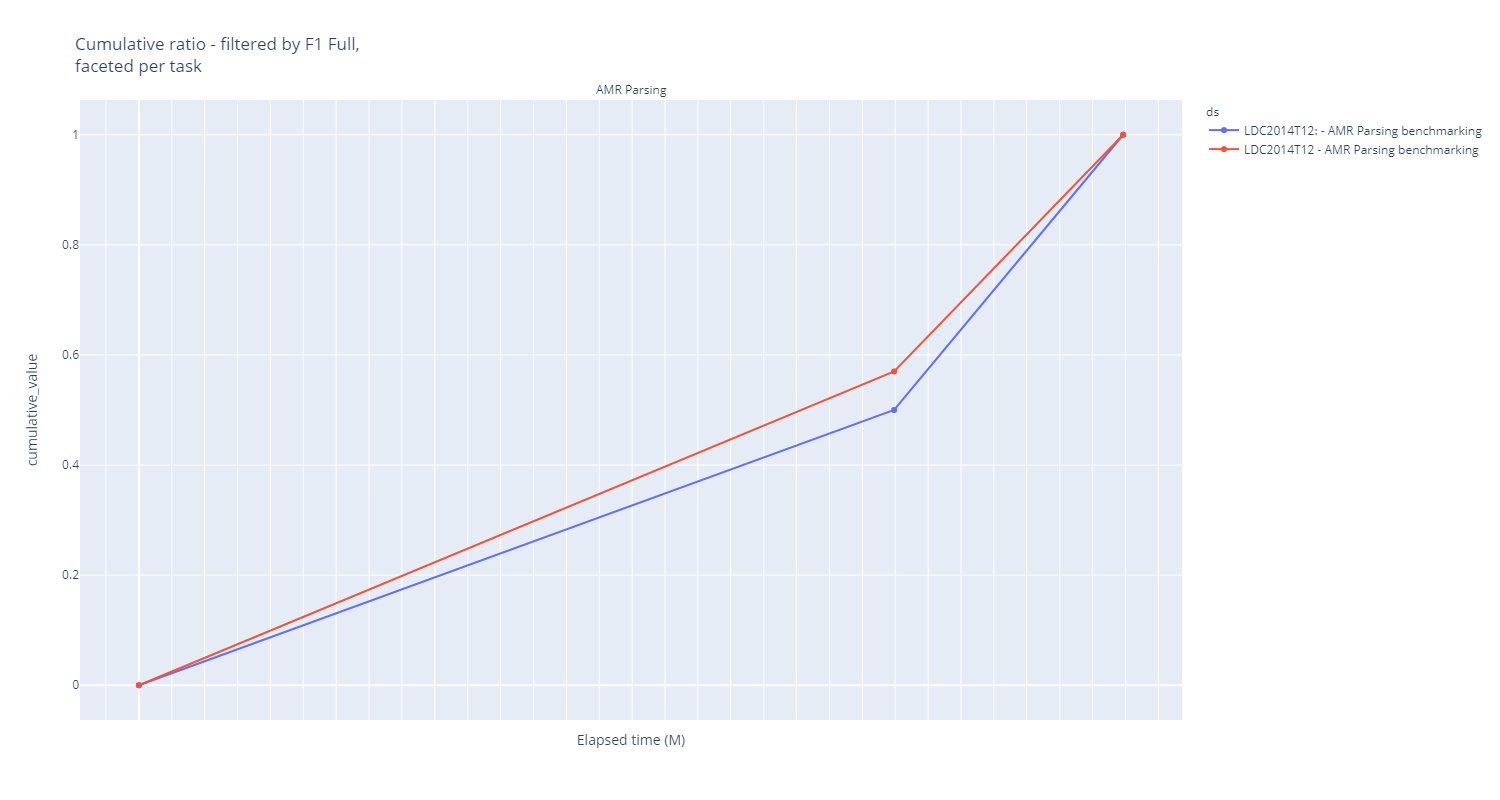 Cumulative ratio - filtered by F1 Full,
faceted per task
AMR Parsing
ds
LDC2014T12: - AMR Parsing benchmarking
LDC2014T12 - AMR Parsing benchmarking
1
0.8
0.6
0.4
0.2
0
cumulative_value
Elapsed time (M)